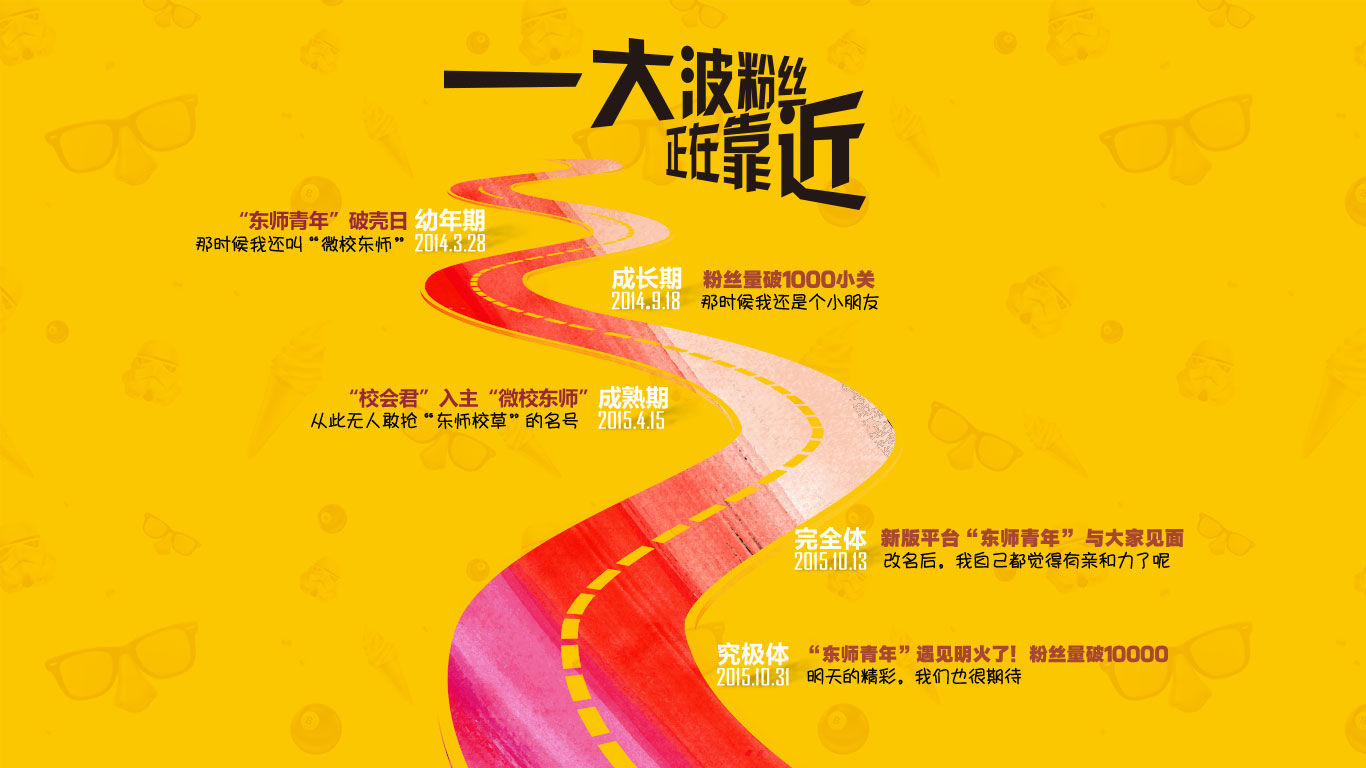 一大波粉丝
正在靠近
“东师青年”破壳日 幼年期
那时候我还叫“微校东师” 2014.3.28
成长期 粉丝量破1000小关
2014.9.18 那时候我还是个小朋友
“校会君”入主“微校东师” 成熟期
从此无人敢抢“东师校草”的名号 2015.4.15
完全体 新版平台“东师青年”与大家见面
2015.10.13 改名后。我自己都觉得有亲和力了呢
究极体 “东师青年”遇见明火了！粉丝量破10000
2015.10.31 明天的精彩。我们也很期待